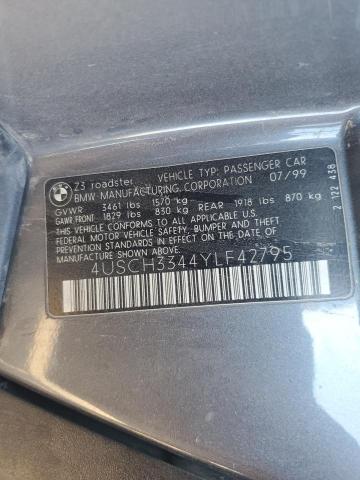 BMW
Z3 roadster VEHICLE TYP: PASSENGER CAR
BMW MANUFACTURING CORPORATION 07/99
GVWR 3461 lbs 1570 kg
GAWR FRONT 1829 lbs 830 kg REAR 1918 lbs 870 kg
THIS VEHICLE CONFORMS TO ALL APPLICABLE
FEDERAL MOTOR VEHICLE SAFETY, BUMPER AND THEFT
PREVENTION STANDARDS IN EFFECT ON THE DATE OF
MANUFACTURE SHOWN ABOVE.
4USCH3344YLF42795
2 172 438